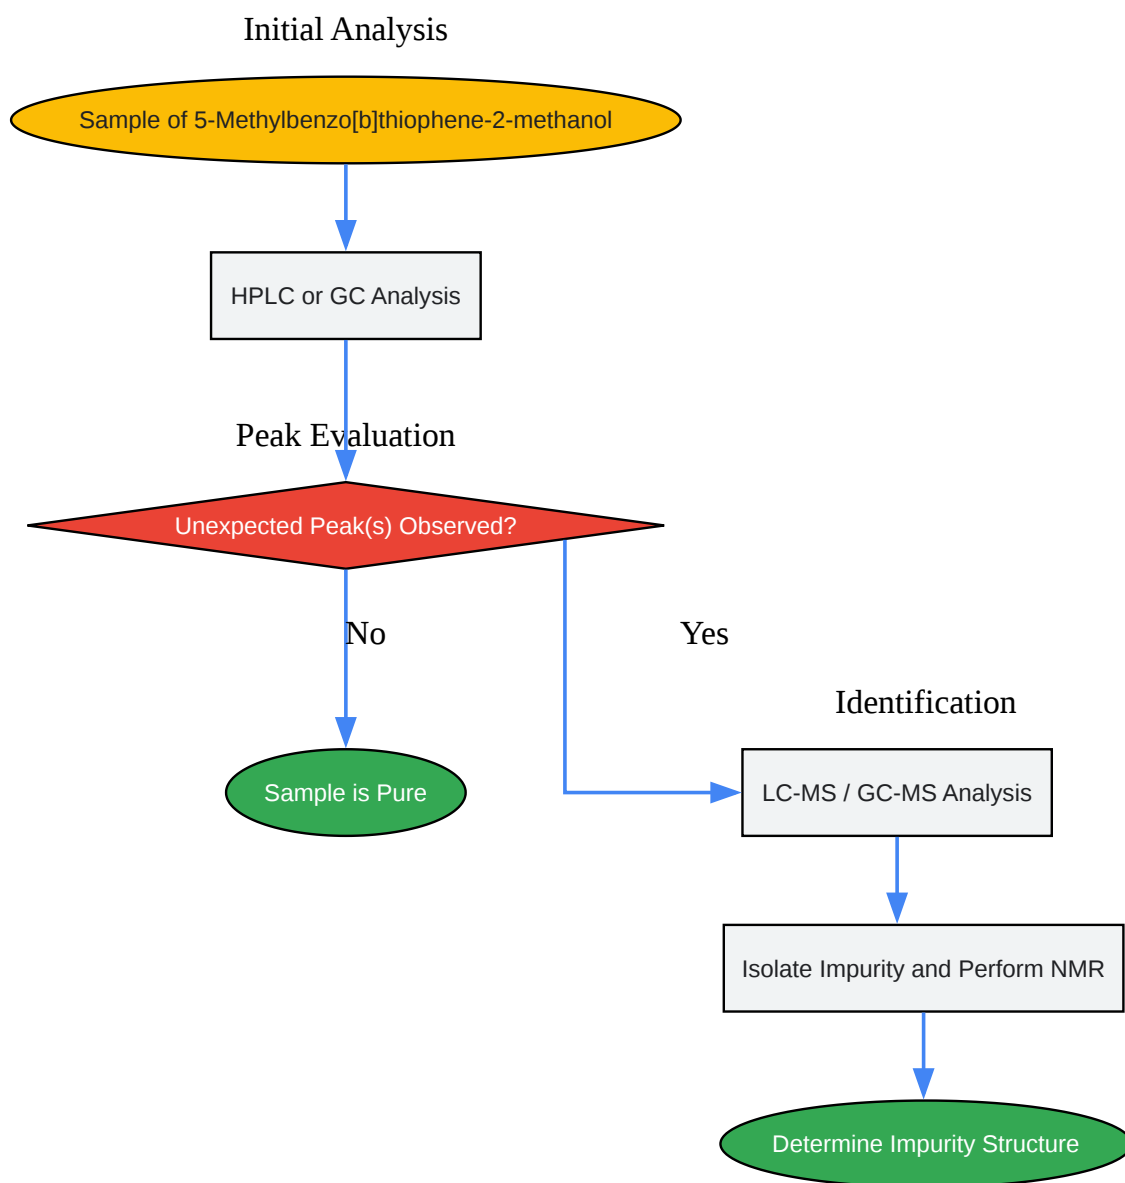 Initial Analysis
Sample of 5-Methylbenzo[b]thiophene-2-methanol
HPLC or GC Analysis
Peak Evaluation
Unexpected Peak(s) Observed?
No
Yes
Identification
Sample is Pure
LC-MS / GC-MS Analysis
Isolate Impurity and Perform NMR
Determine Impurity Structure